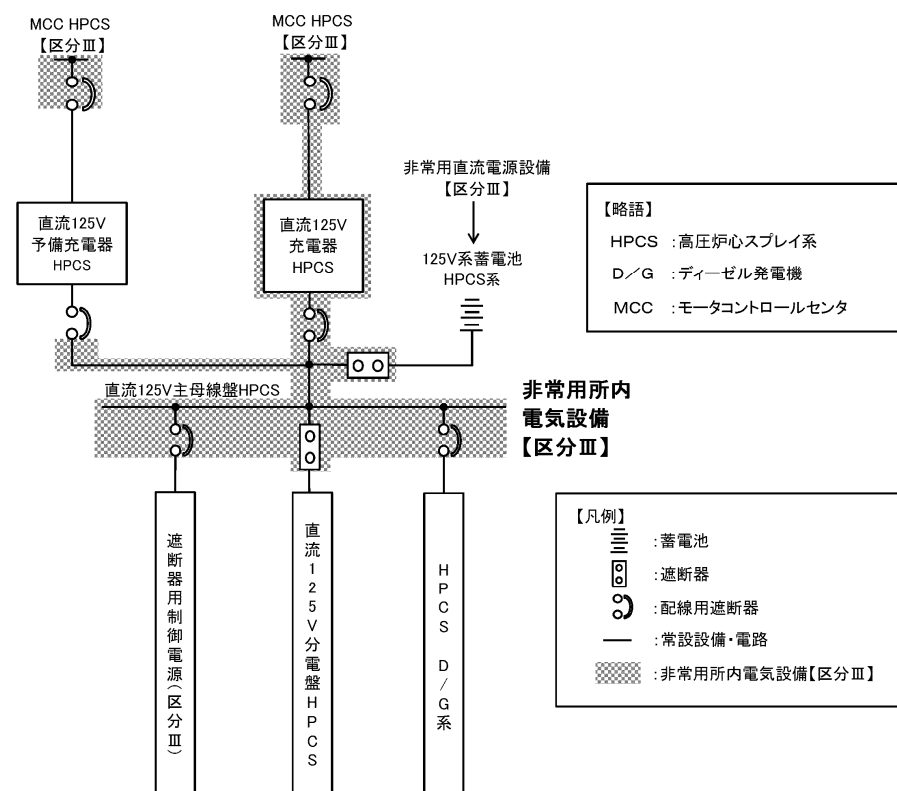 MCC HPCS
【区分Ⅲ】
MCC HPCS
【区分Ⅲ】
非常用直流電源設備
【区分Ⅲ】
直流125V
予備充電器
HPCS
直流125V
充電器
HPCS
125V系蓄電池
HPCS系
【略語】
HPCS :高圧炉心スプレイ系
D/G :ディーゼル発電機
MCC :モータコントロールセンタ
直流125V主母線盤HPCS
非常用所内
電気設備
【区分Ⅲ】
遮断器用制御電源(区分Ⅲ)
直流125V分電盤HPCS
HPCS D/G系
【凡例】
:蓄電池
:遮断器
:配線用遮断器
:常設設備・電路
:非常用所内電気設備【区分Ⅲ】